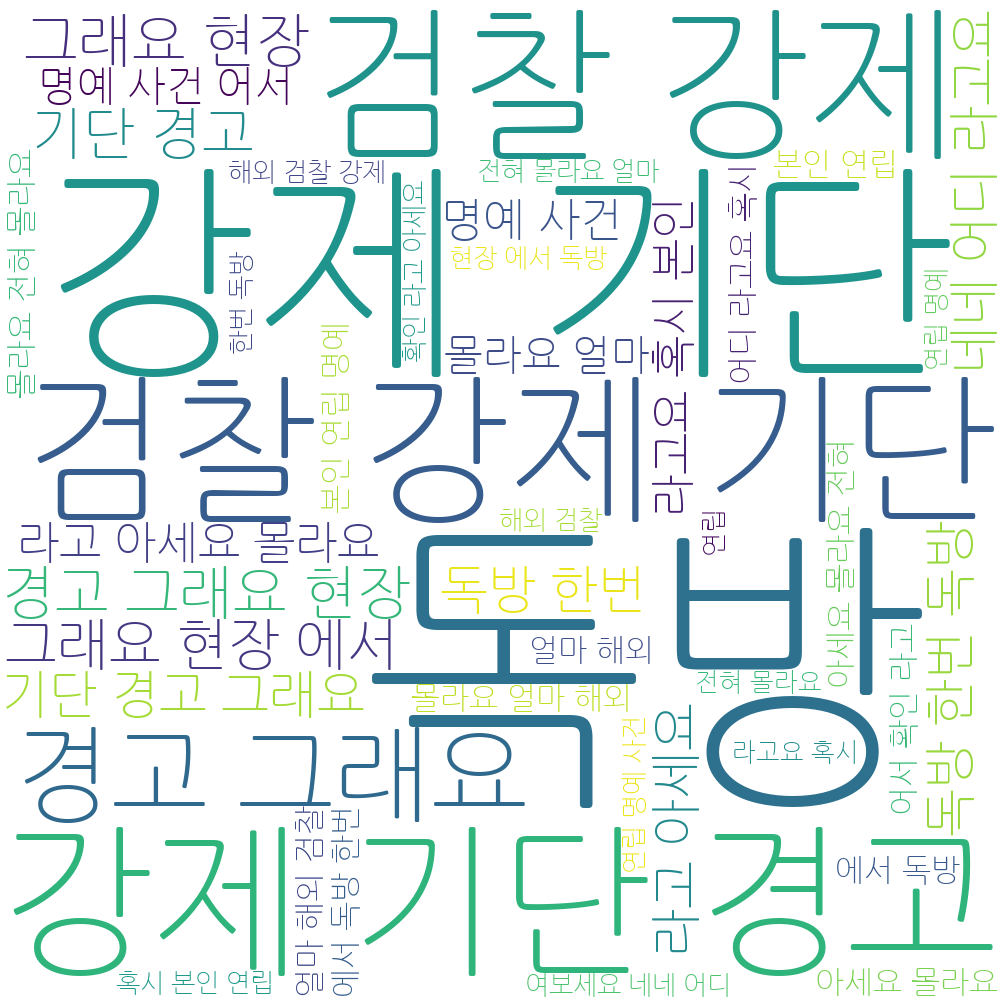 그래요 현장
검찰 강제
라고요
명예 사건 어서
기단 경고
해외 검찰 강제
전혀 몰라요 얼마
본인 연립
몰라요 전혀 몰라요
강제 기단
명예 사건
현장 에서 독방
한번 독방
확인 라고 아세요
혹시 본인
어디 라고요 혹시
네네 어디
연립 명예
몰라요 얼마
본인 연립 명예
검찰 강제 기단
라고요
아세요 몰라요 전혀
라고 아세요 몰라요
해외 검찰
연립
독방
경고 그래요 현장
독방 한번
그래요 현장 에서
얼마 해외
전혀 몰라요
어서 확인 라고
독방 한번 독방
기단 경고 그래요
몰라요 얼마 해외
경고 그래요
연립 명예 사건
라고 아세요
라고요 혹시
강제 기단 경고
얼마 해외 검찰
에서 독방 한번
에서 독방
혹시 본인 연립
여보세요 네네 어디
아세요 몰라요